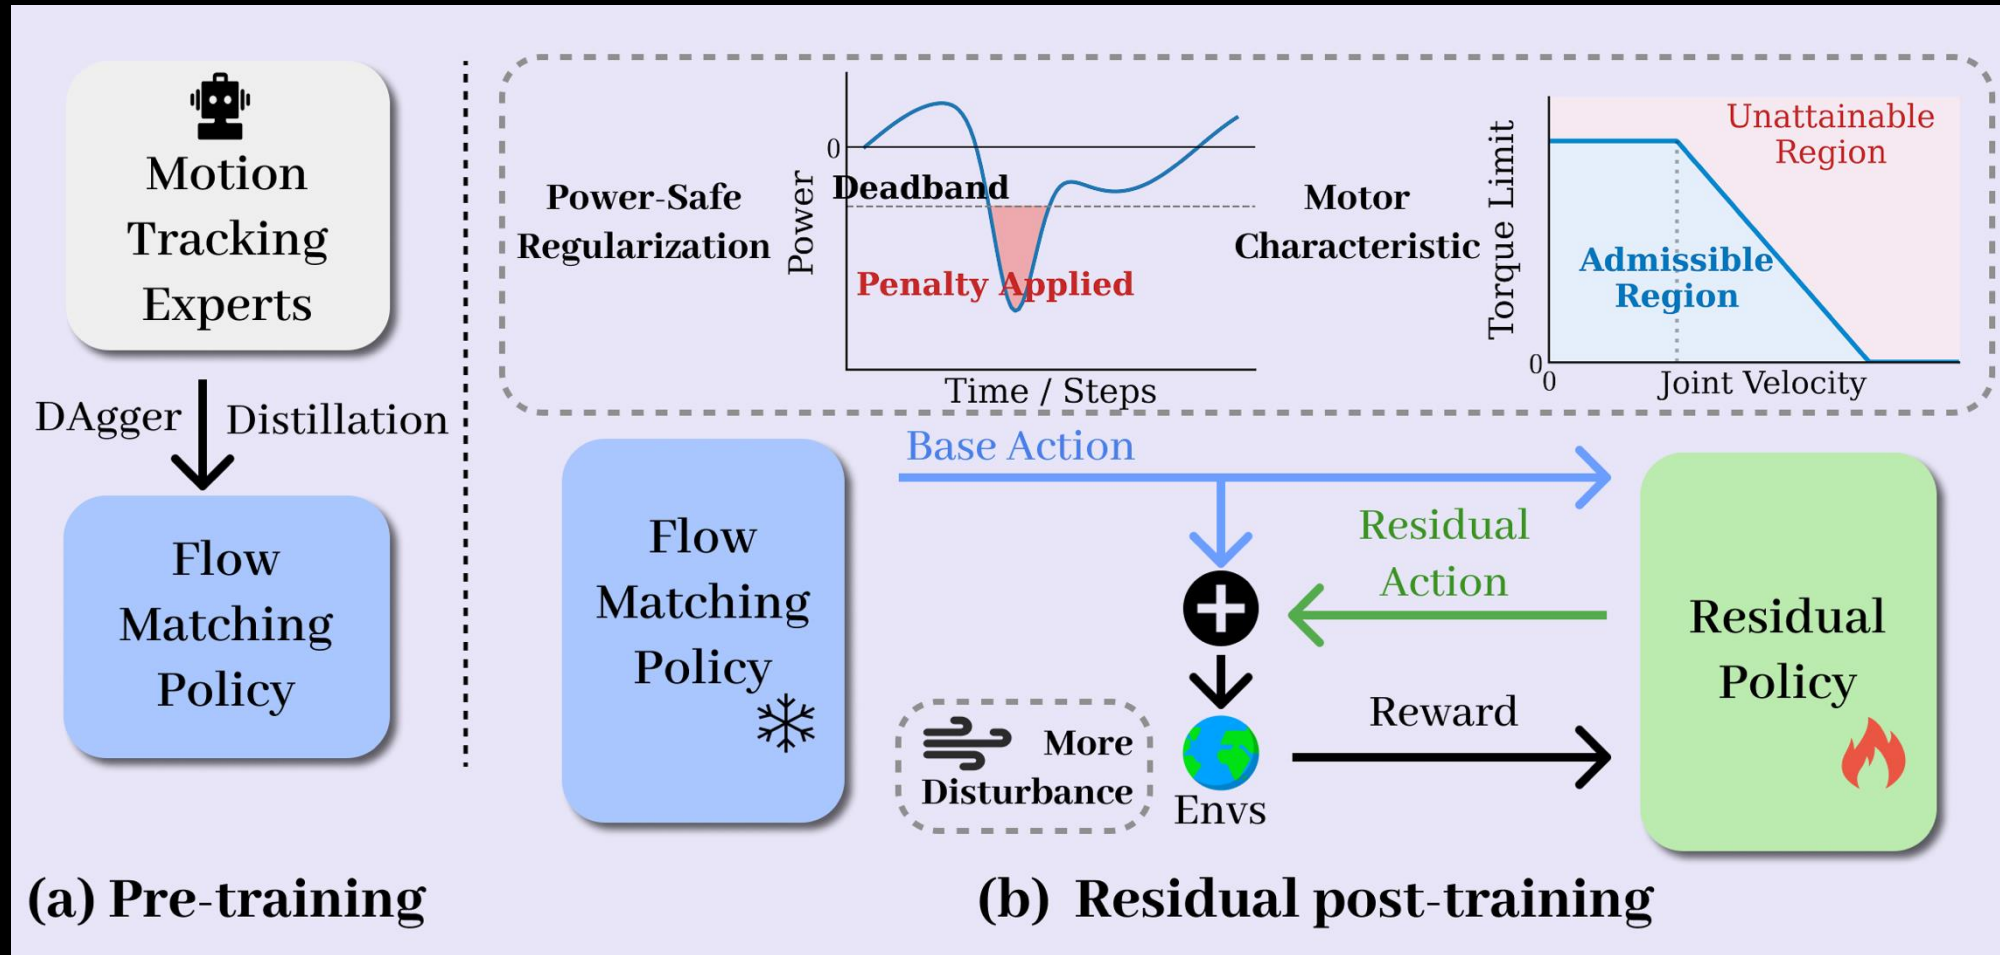 Motion
Tracking
Experts
DAgger
Distillation
Flow
Matching
Policy
(a) Pre-training
Power-Safe
Regularization
Power
0
Deadband
Penalty Applied
Time / Steps
Motor
Characteristic
Torque Limit
Unattainable
Region
Admissible
Region
0
0
Joint Velocity
Flow
Matching
Policy
Base Action
Residual
Action
Reward
More
Disturbance
Envs
Residual
Policy
(b) Residual post-training